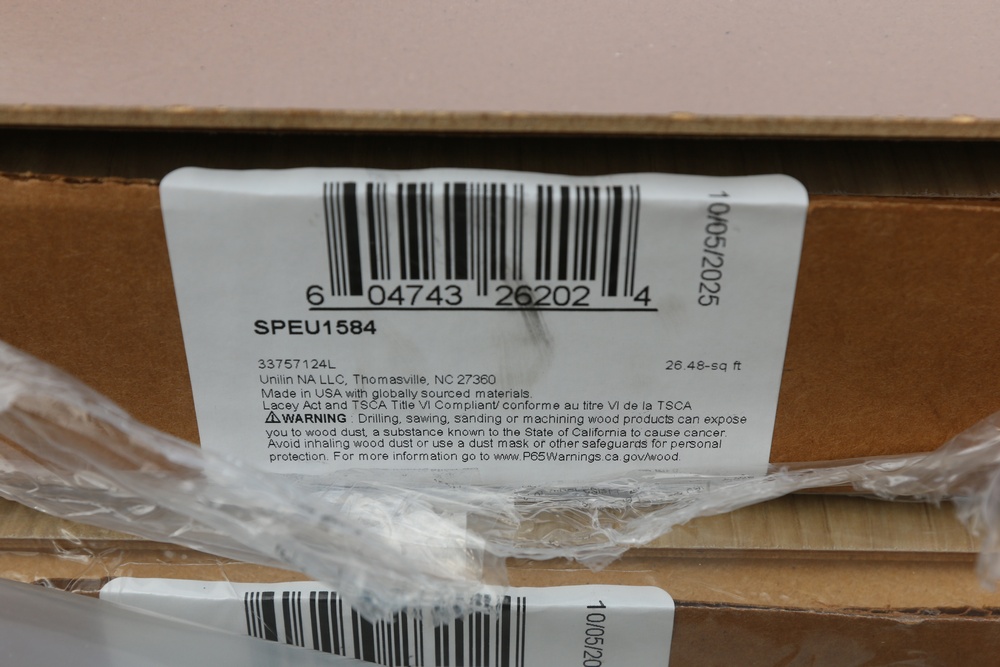 10/05/2025
6 04743 26202 4
SPEU1584
33757124L
26.48-sq ft
Unilin NA LLC, Thomasville, NC 27360
Made in USA with globally sourced materials.
Lacey Act and TSCA Title VI Compliant/ conforme au titre VI de la TSCA
⚠WARNING : Drilling, sawing, sanding or machining wood products can expose
you to wood dust, a substance known to the State of California to cause cancer.
Avoid inhaling wood dust or use a dust mask or other safeguards for personal
protection. For more information go to www.P65Warnings.ca.gov/wood.
10/05/20